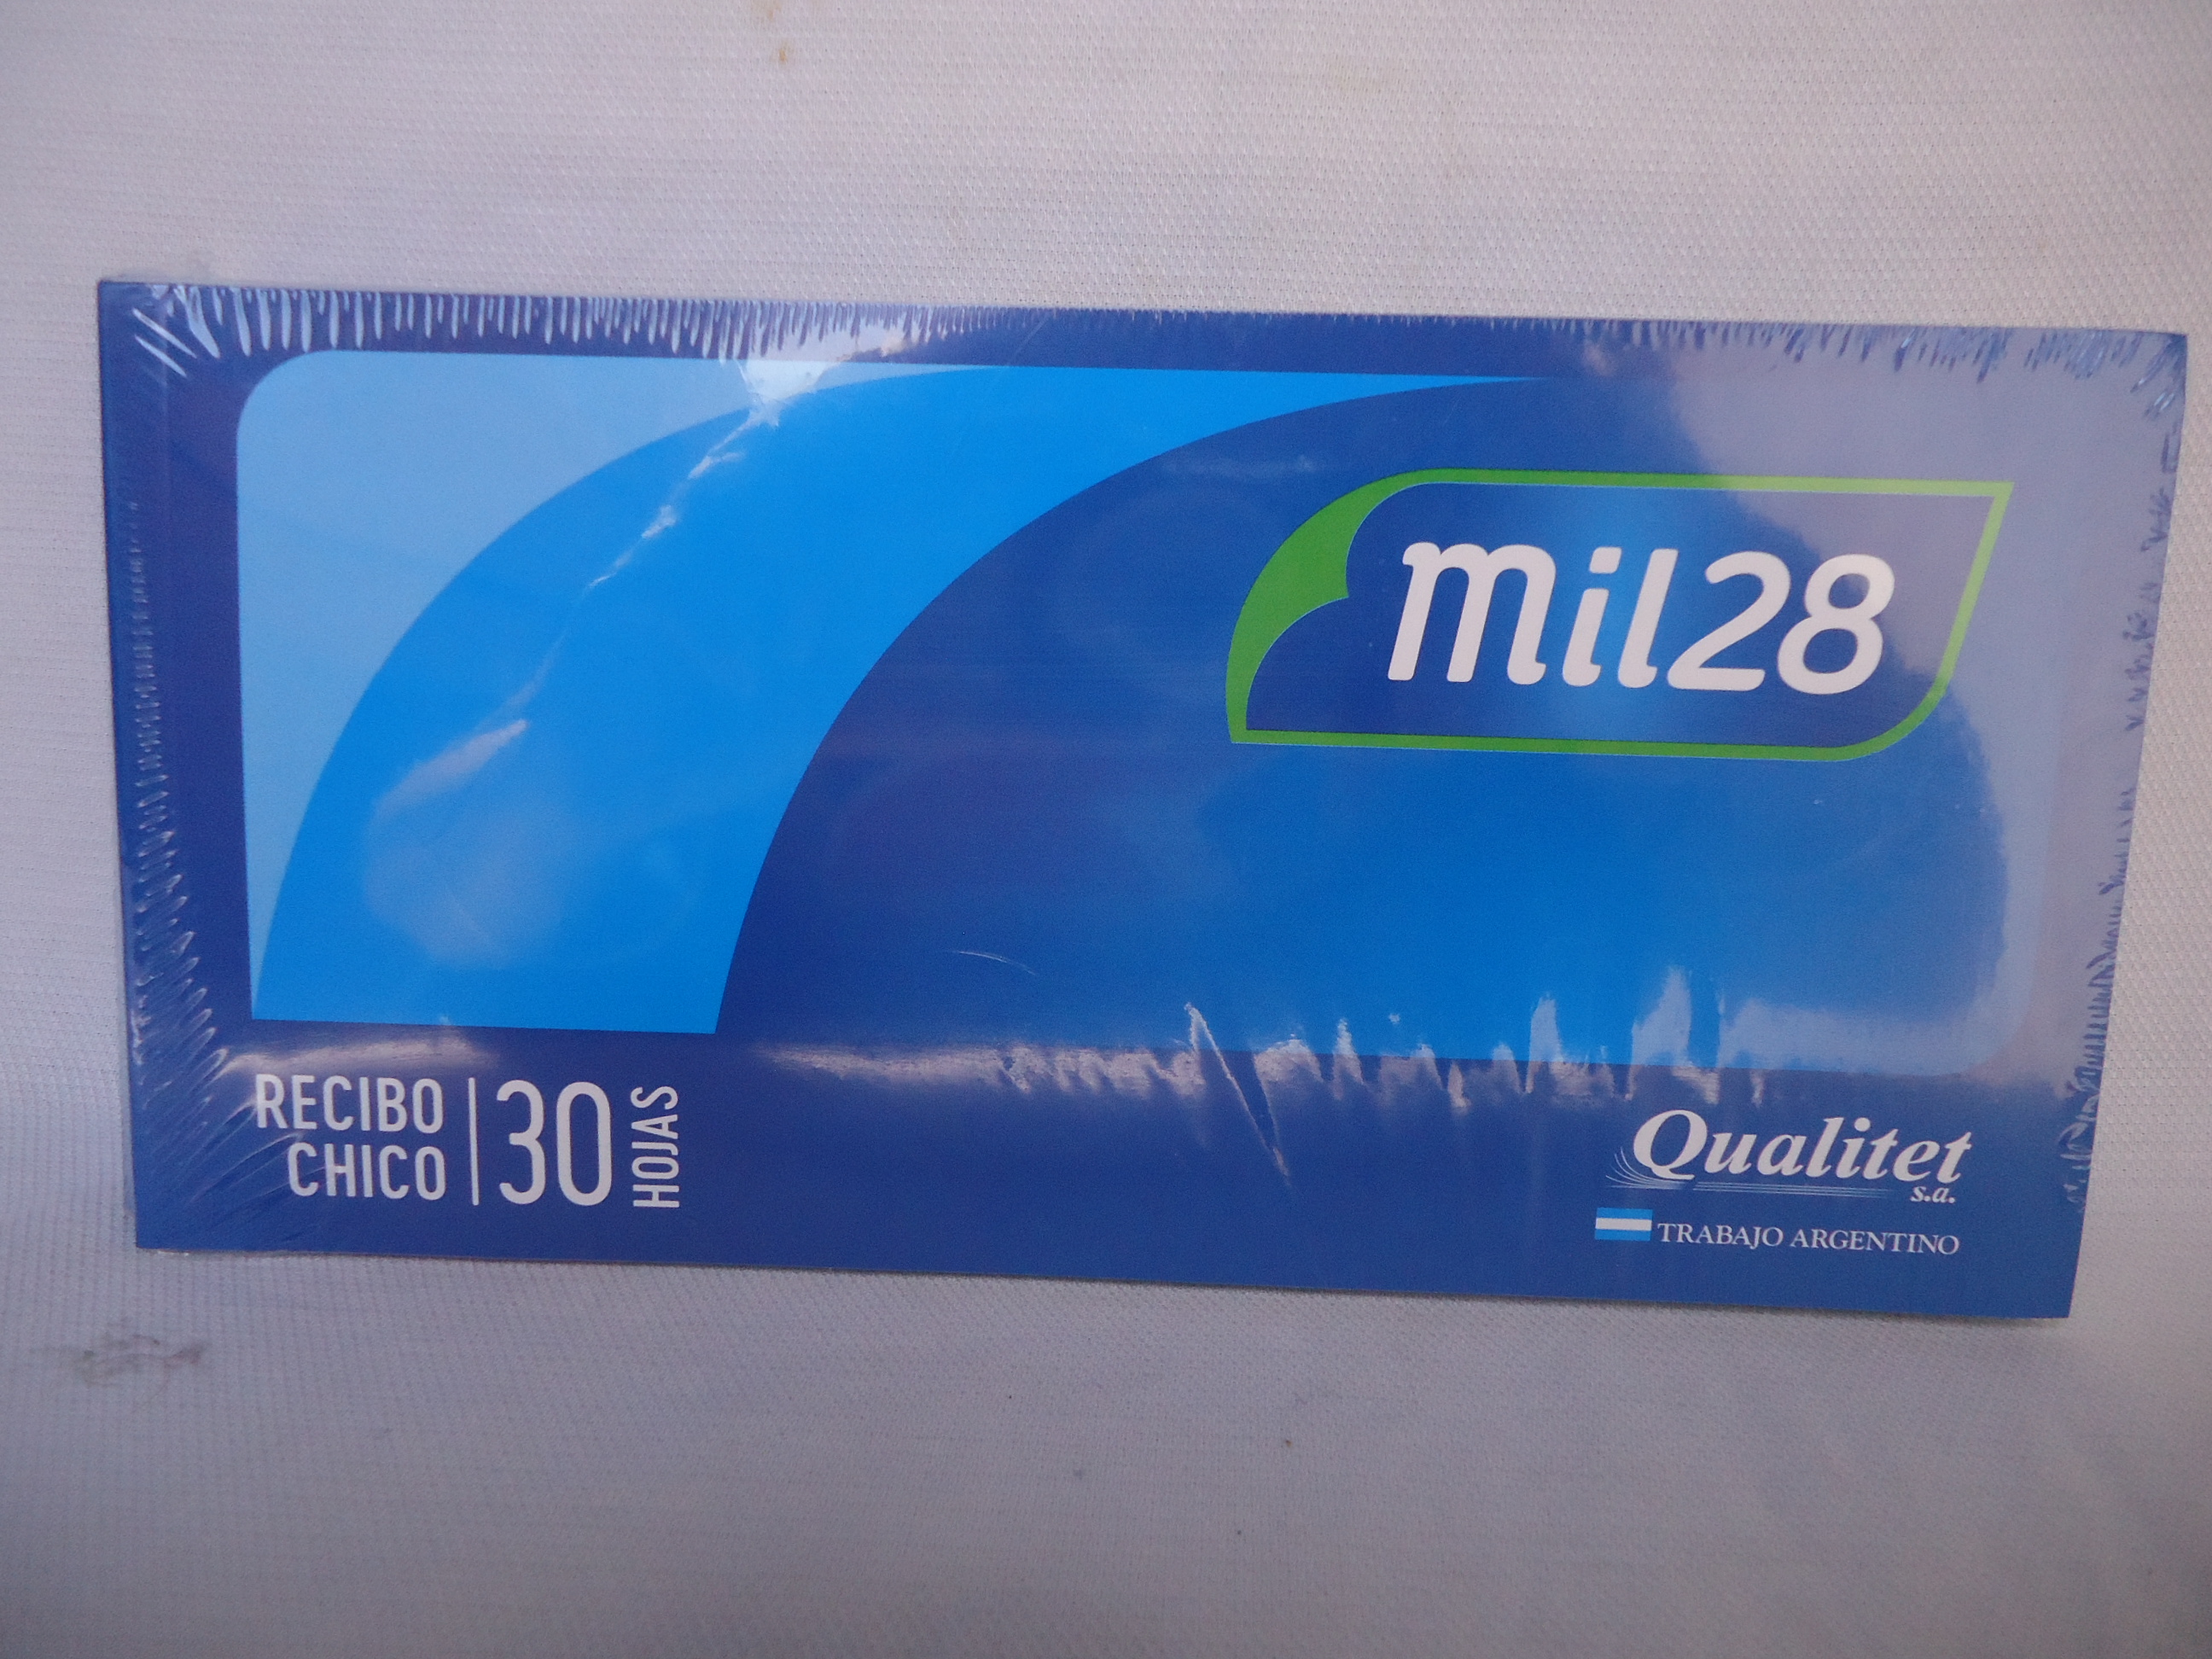 mil28
RECIBO
CHICO
30
HOJAS
Qualitet
s.a.
TRABAJO ARGENTINO